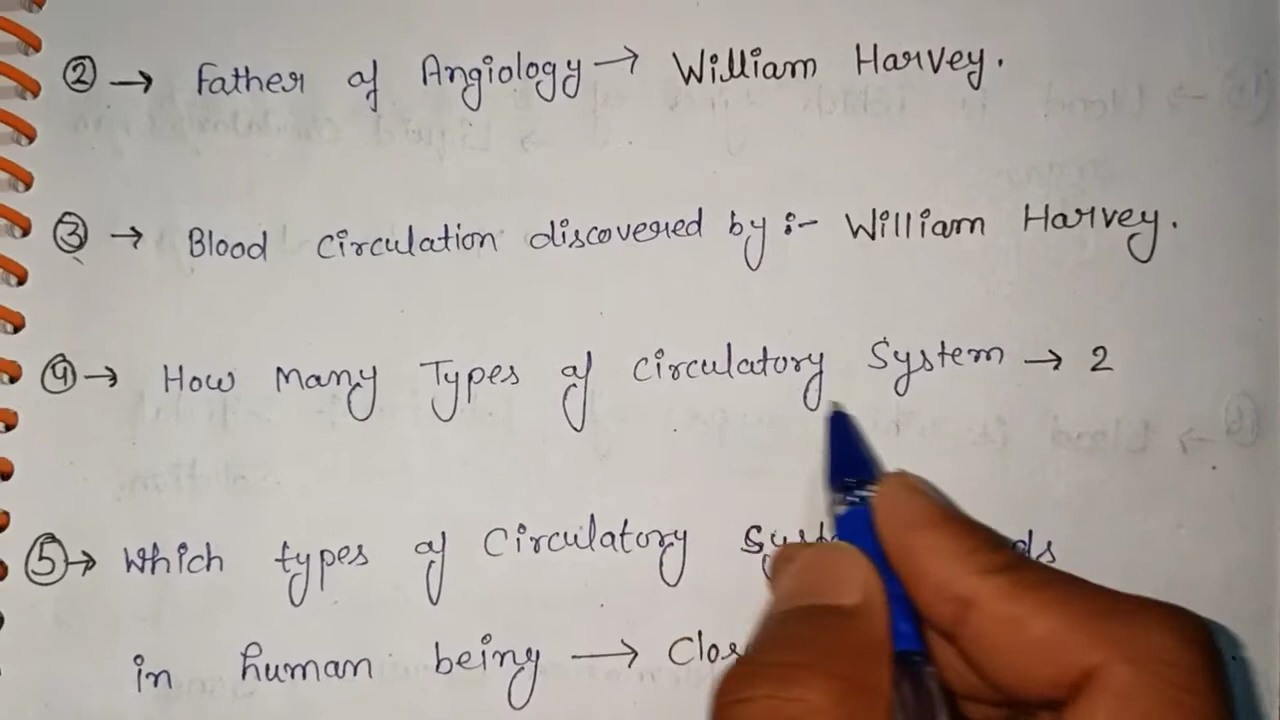 ② → Father of Angiology → William Harvey.
③ → Blood circulation discovered by :- William Harvey.
④ → How Many Types of circulatory System → 2
⑤ → Which types of Circulatory
in human being →